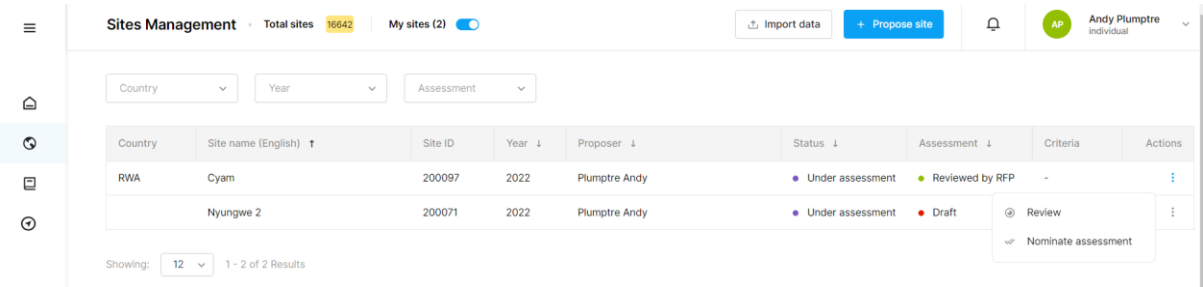 Sites Management Total sites 16642 My sites (2) Import data + Propose site AP Andy Plumptre
individual
Country Year Assessment
Country Site name (English) ↑ Site ID Year ↓ Proposer ↓ Status ↓ Assessment ↓ Criteria Actions
RWA Cyam 200097 2022 Plumptre Andy Under assessment Reviewed by RFP -
Nyungwe 2 200071 2022 Plumptre Andy Under assessment Draft
Review
Nominate assessment
Showing: 12 1 - 2 of 2 Results